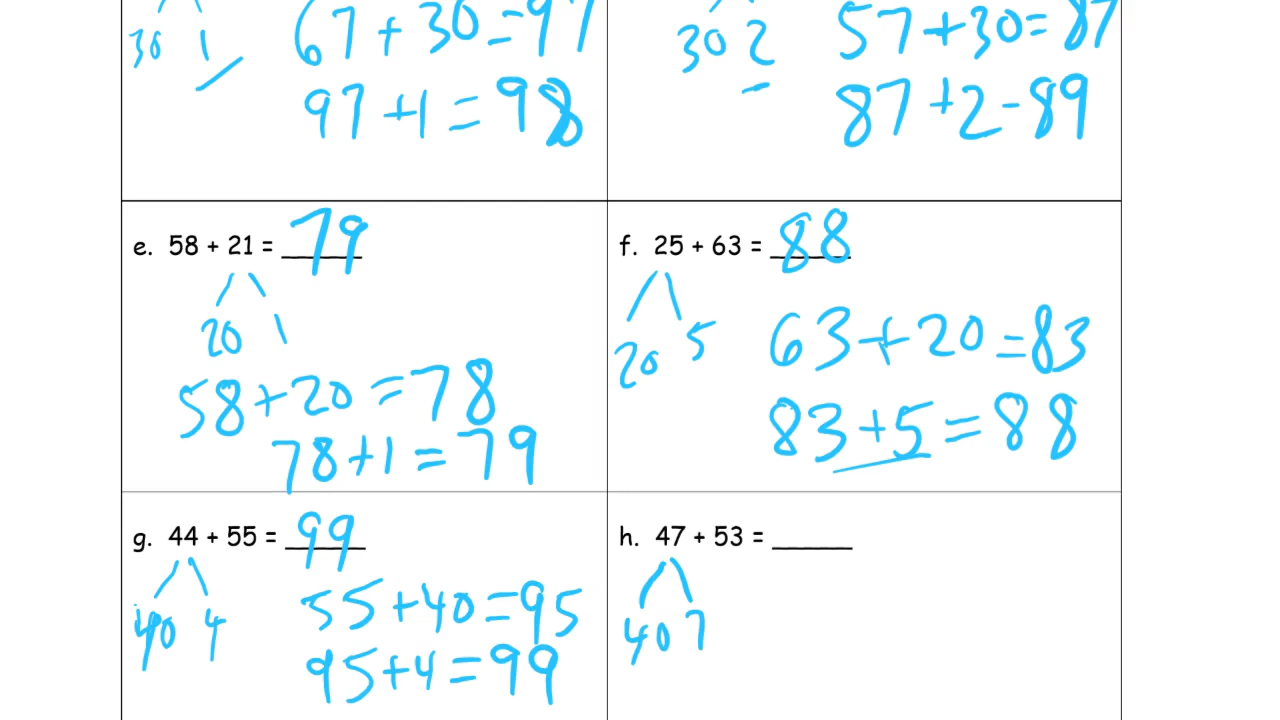 30 1 67 + 30 = 97
97 + 1 = 98
30 2 57 + 30 = 87
87 + 2 - 89
e. 58 + 21 = 79
20 1
58 + 20 = 78
78 + 1 = 79
f. 25 + 63 = 88
20 5 63 + 20 = 83
83 + 5 = 88
g. 44 + 55 = 99
40 4 55 + 40 = 95
95 + 4 = 99
h. 47 + 53 = ______
40 7